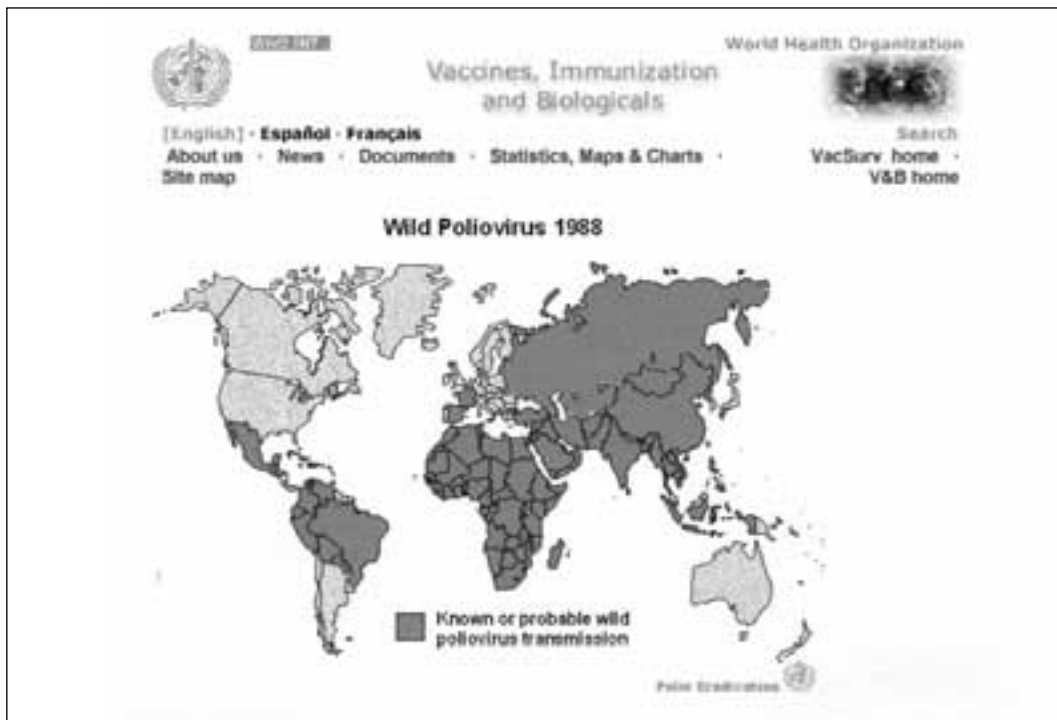 World Health Organization
Vaccines, Immunization
and Biologicals
[English] · Español · Français
Search
About us · News · Documents · Statistics, Maps & Charts ·
VacSurv home ·
Site map
V&B home
Wild Poliovirus 1988
Known or probable wild
poliovirus transmission
Eradication